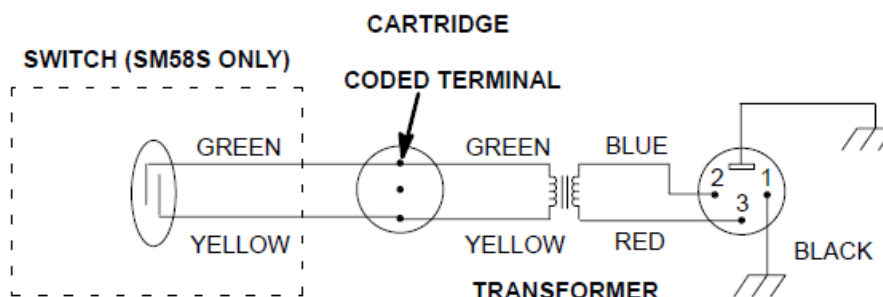 CARTRIDGE
SWITCH (SM58S ONLY)
CODED TERMINAL
GREEN
GREEN
BLUE
2
1
3
YELLOW
YELLOW
RED
BLACK
TRANSFORMER